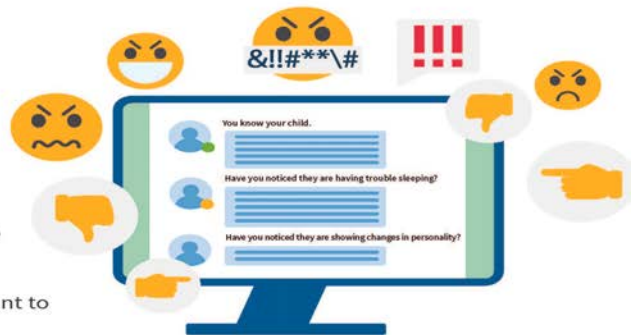 &!!#**\#
!!!
You know your child.
Have you noticed they are having trouble sleeping?
Have you noticed they are showing changes in personality?
nt to